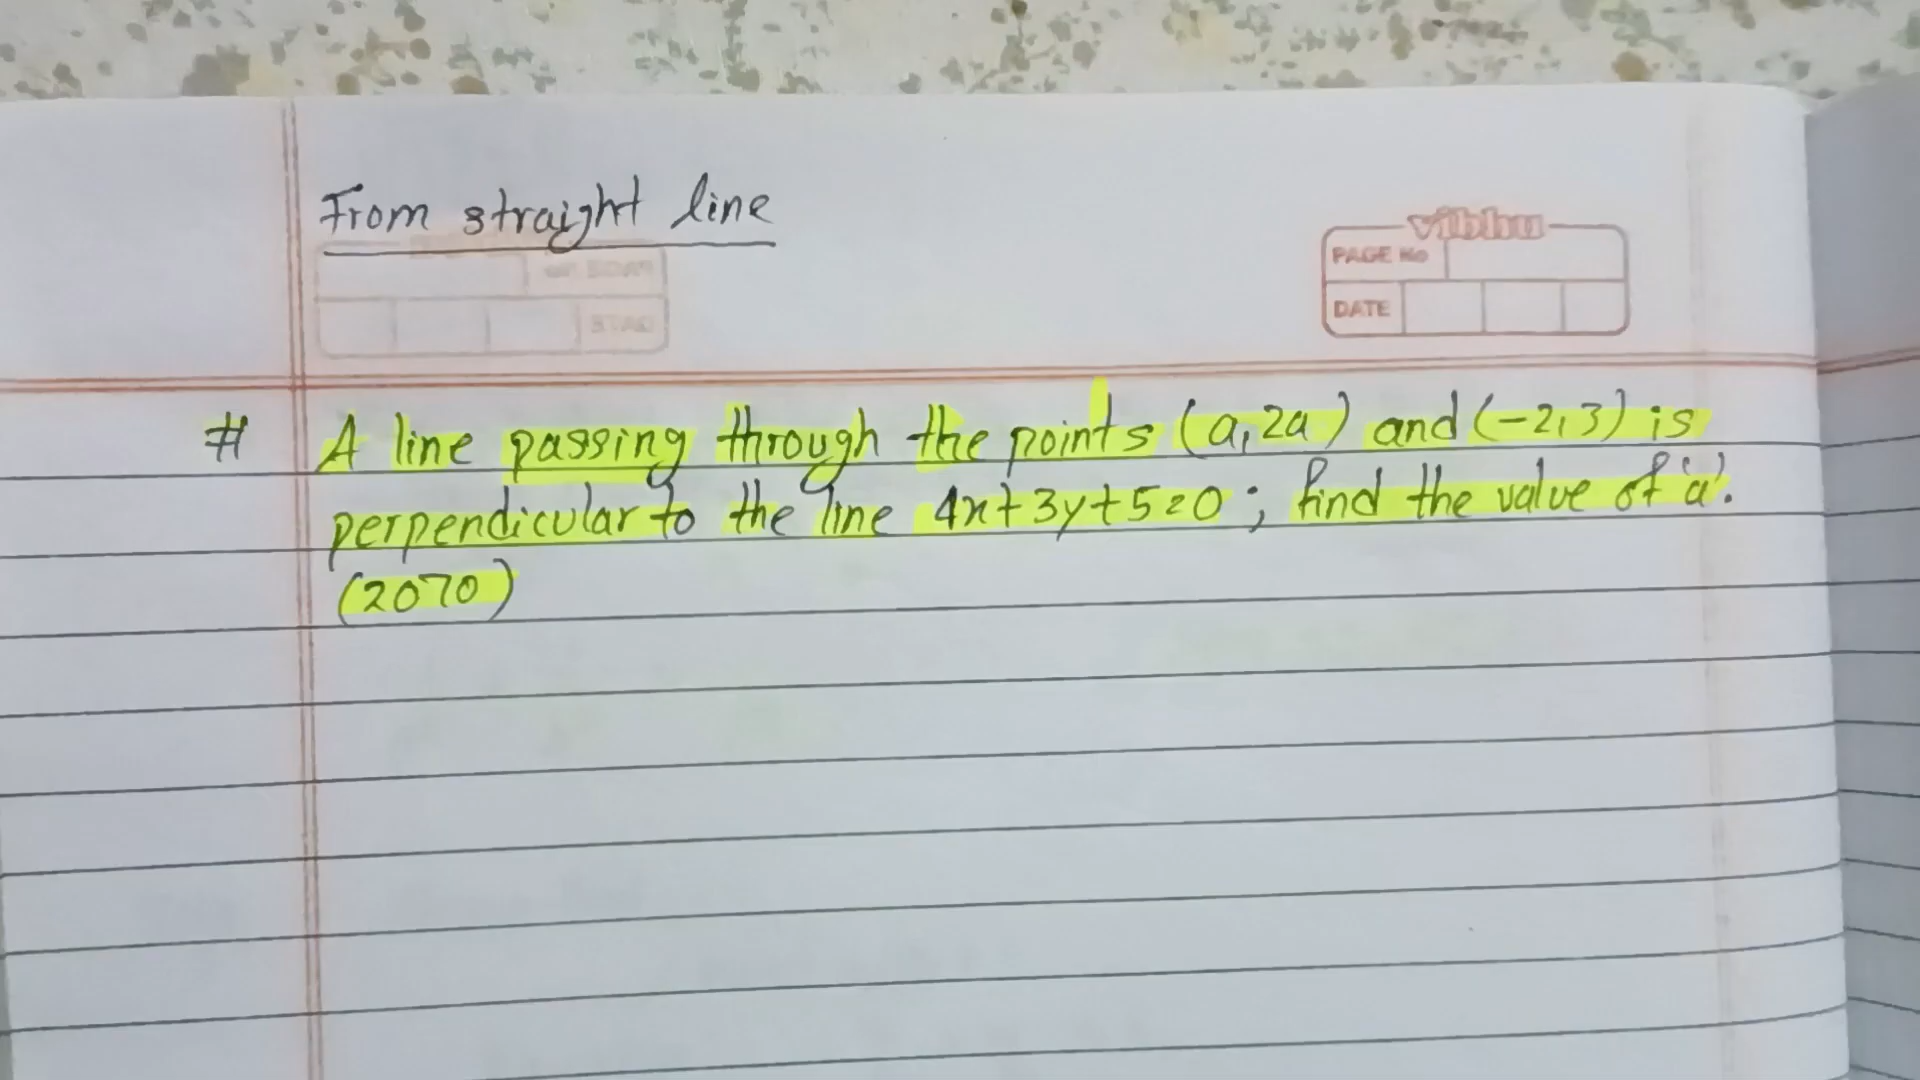 From straight line
vibhu
PAGE No
DATE
# A line passing through the points (a,2a) and (-2,3) is
perpendicular to the line 4x+3y+5=0; find the value of 'a'.
(2070)